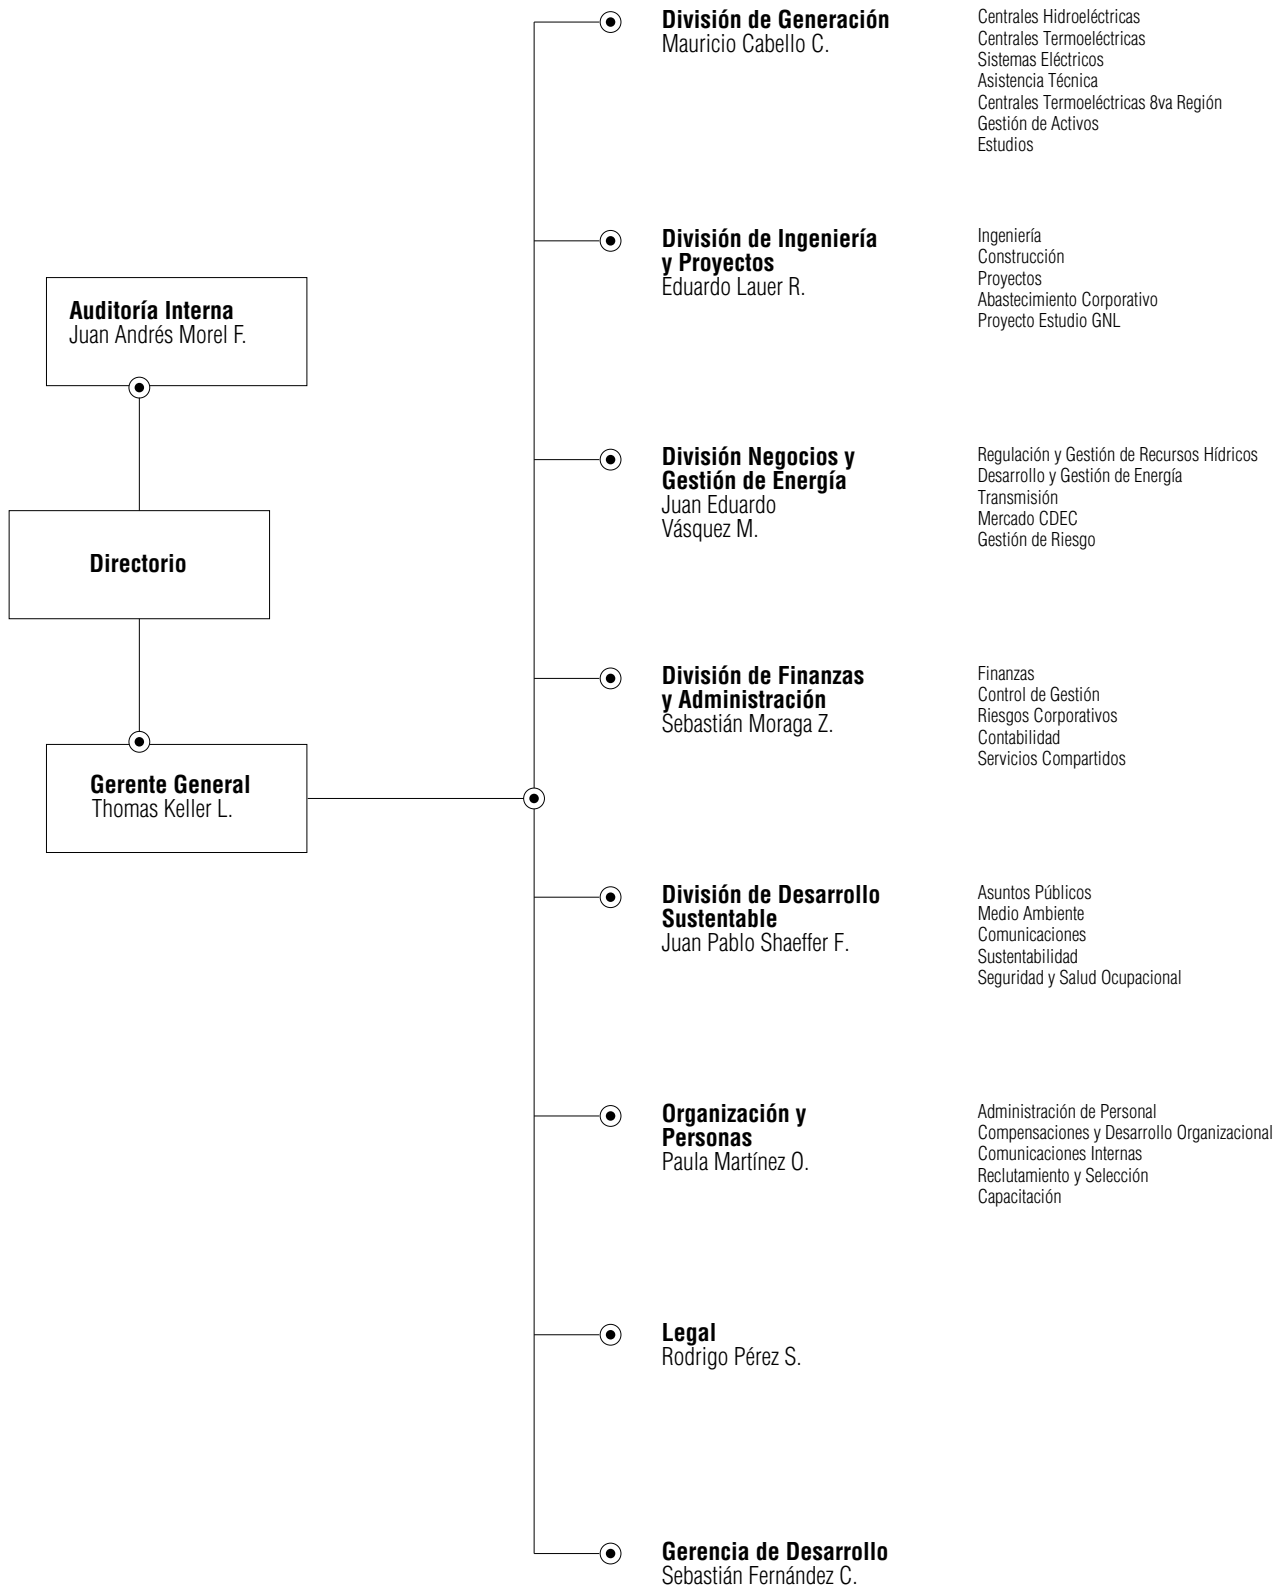 Auditoría Interna
Juan Andrés Morel F.
Directorio
Gerente General
Thomas Keller L.
División de Generación
Mauricio Cabello C.
Centrales Hidroeléctricas
Centrales Termoeléctricas
Sistemas Eléctricos
Asistencia Técnica
Centrales Termoeléctricas 8va Región
Gestión de Activos
Estudios
División de Ingeniería
y Proyectos
Eduardo Lauer R.
Ingeniería
Construcción
Proyectos
Abastecimiento Corporativo
Proyecto Estudio GNL
División Negocios y
Gestión de Energía
Juan Eduardo
Vásquez M.
Regulación y Gestión de Recursos Hídricos
Desarrollo y Gestión de Energía
Transmisión
Mercado CDEC
Gestión de Riesgo
División de Finanzas
y Administración
Sebastián Moraga Z.
Finanzas
Control de Gestión
Riesgos Corporativos
Contabilidad
Servicios Compartidos
División de Desarrollo
Sustentable
Juan Pablo Shaeffer F.
Asuntos Públicos
Medio Ambiente
Comunicaciones
Sustentabilidad
Seguridad y Salud Ocupacional
Organización y
Personas
Paula Martínez O.
Administración de Personal
Compensaciones y Desarrollo Organizacional
Comunicaciones Internas
Reclutamiento y Selección
Capacitación
Legal
Rodrigo Pérez S.
Gerencia de Desarrollo
Sebastián Fernández C.